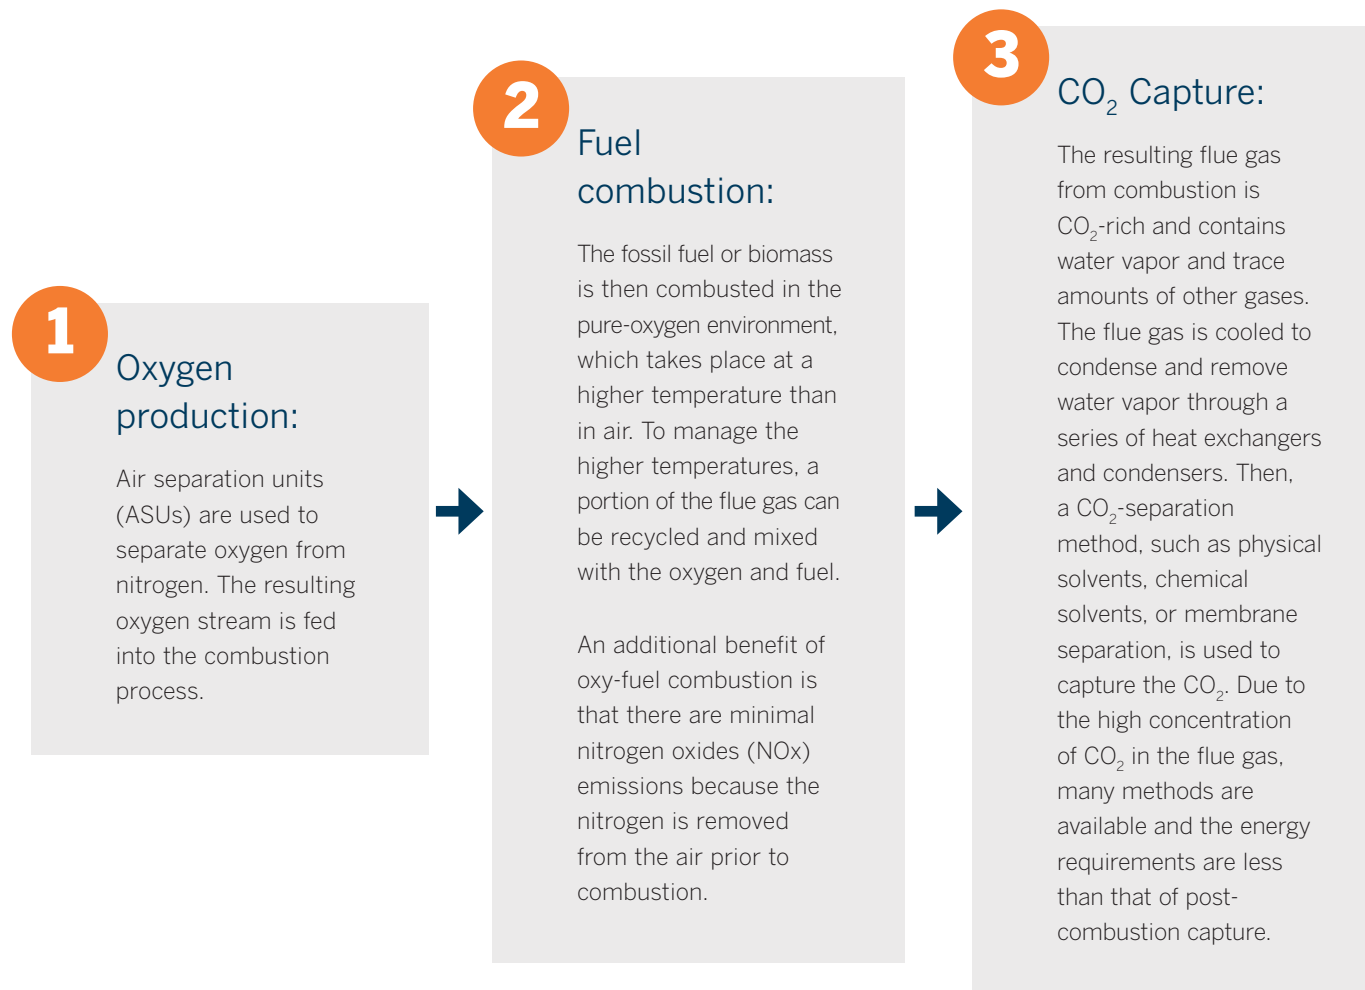 1
Oxygen
production:
Air separation units
(ASUs) are used to
separate oxygen from
nitrogen. The resulting
oxygen stream is fed
into the combustion
process.
2
Fuel
combustion:
The fossil fuel or biomass
is then combusted in the
pure-oxygen environment,
which takes place at a
higher temperature than
in air. To manage the
higher temperatures, a
portion of the flue gas can
be recycled and mixed
with the oxygen and fuel.
An additional benefit of
oxy-fuel combustion is
that there are minimal
nitrogen oxides (NOx)
emissions because the
nitrogen is removed
from the air prior to
combustion.
3
CO₂ Capture:
The resulting flue gas
from combustion is
CO₂-rich and contains
water vapor and trace
amounts of other gases.
The flue gas is cooled to
condense and remove
water vapor through a
series of heat exchangers
and condensers. Then,
a CO₂-separation
method, such as physical
solvents, chemical
solvents, or membrane
separation, is used to
capture the CO₂. Due to
the high concentration
of CO₂ in the flue gas,
many methods are
available and the energy
requirements are less
than that of post-
combustion capture.